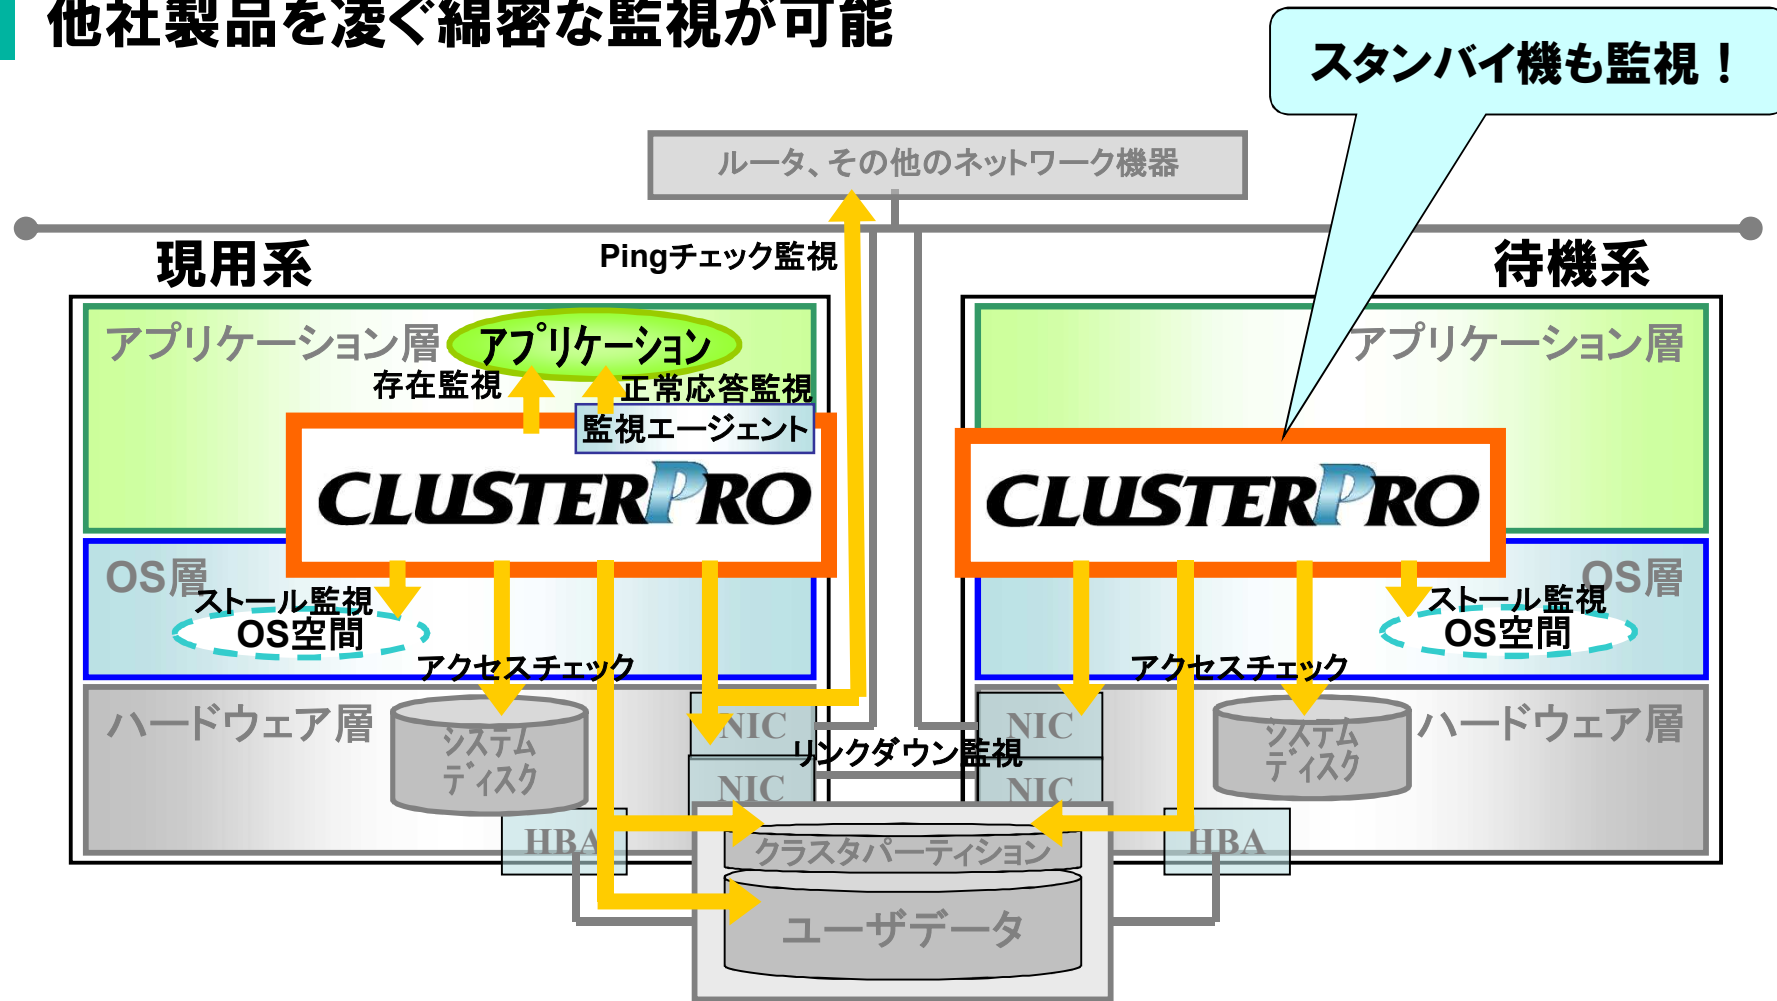 他社製品を凌ぐ綿密な監視が可能
スタンバイ機も監視！
ルータ、その他のネットワーク機器
現用系
Pingチェック監視
待機系
アプリケーション層
アプリケーション
存在監視
正常応答監視
監視エージェント
CLUSTERPRO
OS層
ストール監視
OS空間
アクセスチェック
ハードウェア層
システム
ディスク
NIC
NIC
HBA
リンクダウン監視
アプリケーション層
CLUSTERPRO
OS層
ストール監視
OS空間
アクセスチェック
NIC
NIC
システム
ディスク
ハードウェア層
HBA
クラスタパーティション
ユーザデータ